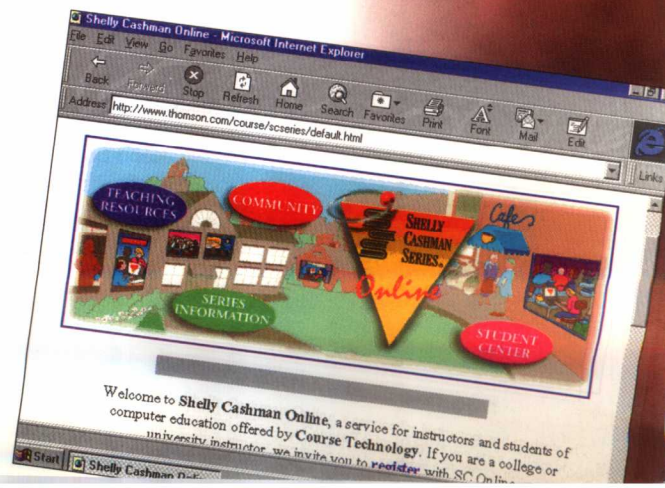 Shelly Cashman Online - Microsoft Internet Explorer
File Edit View Go Favorites Help
Back Forward Stop Refresh Home Search Favorites Print Font Mail Edit
Address http://www.thomson.com/course/scseries/default.html
Links
TEACHING
RESOURCES
COMMUNITY
SERIES
INFORMATION
SHELLY
CASHMAN
SERIES®
Online
Cafe
STUDENT
CENTER
Welcome to Shelly Cashman Online, a service for instructors and students of
computer education offered by Course Technology. If you are a college or
university instructor, we invite you to register with SC Online
Start Shelly Cashman